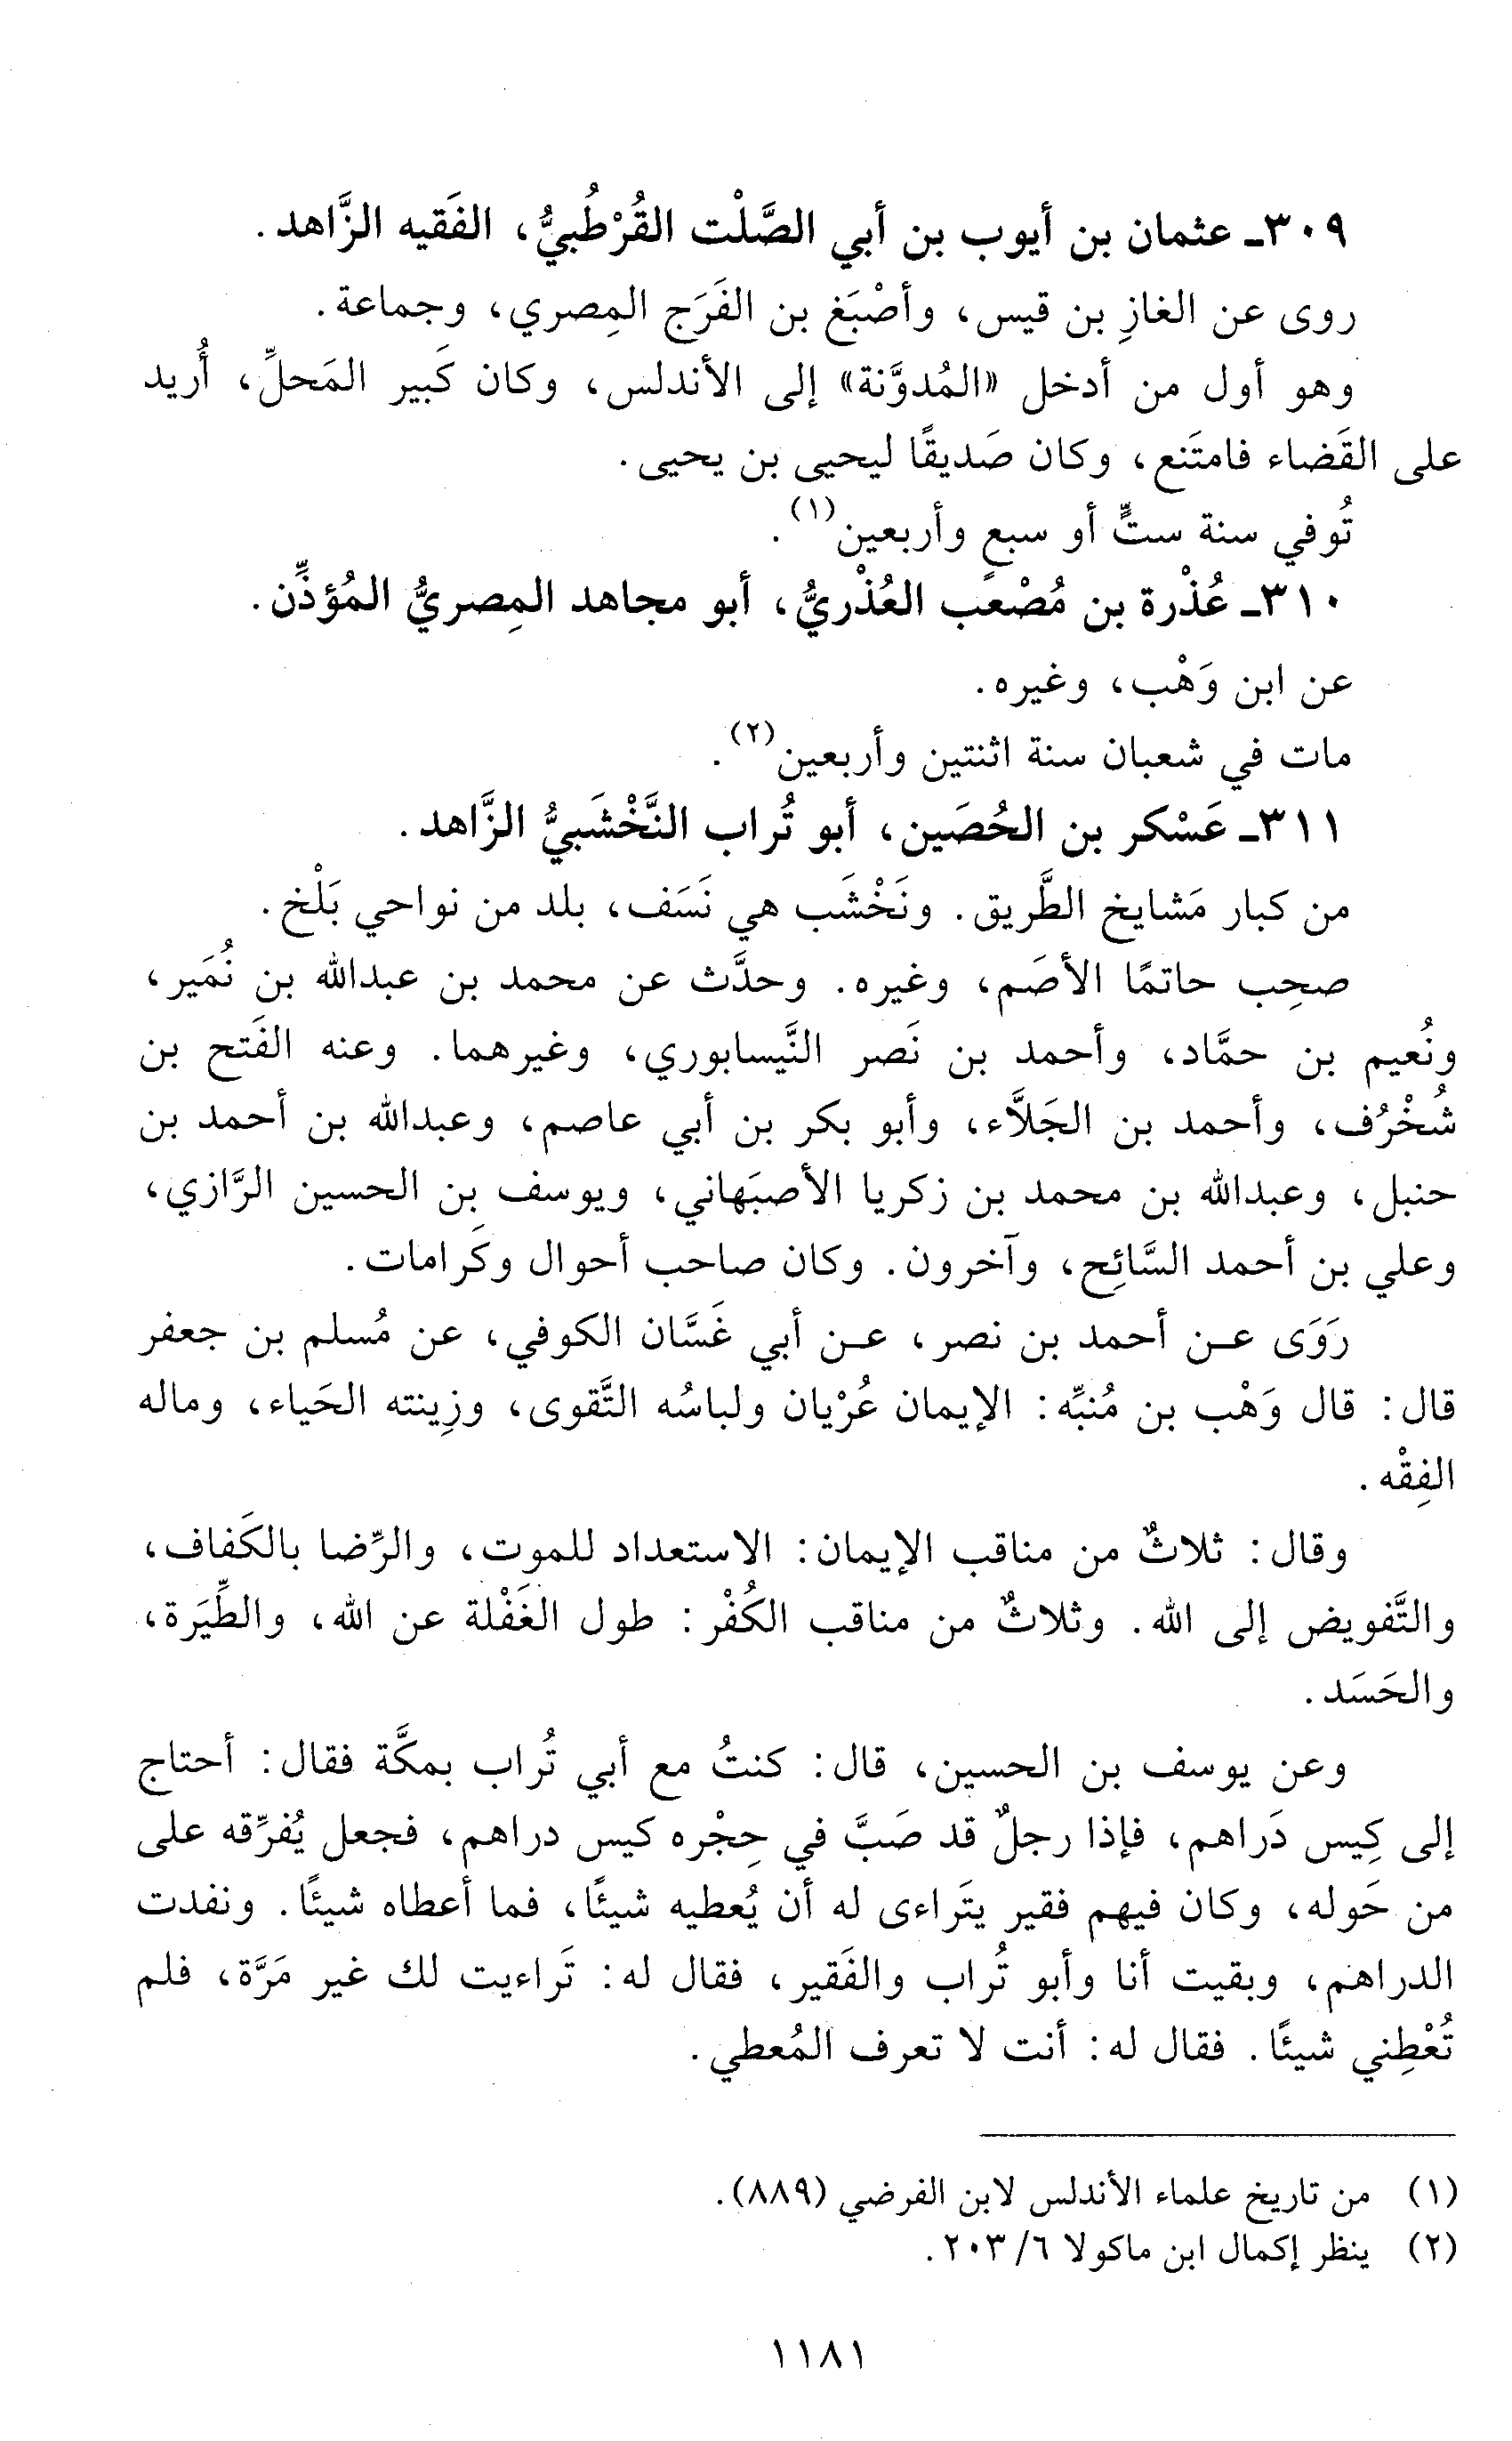 ٣٠٩ـ عثمان بن أيوب بن أبي الصَّلْت القُرْطُبيُّ، الفَقيه الزَّاهد.
روى عن الغازِ بن قيس، وأصْبَغ بن الفَرَج المِصري، وجماعة.
وهو أول من أدخل «المُدوَّنة» إلى الأندلس، وكان كَبير المَحلِّ، أُريد
على القَضاء فامتَنع، وكان صَديقًا ليحيى بن يحيى.
تُوفي سنة ستٍّ أو سبعٍ وأربعين(١).
٣١٠ـ عُذْرة بن مُصْعب العُذْريُّ، أبو مجاهد المِصريُّ المُؤذِّن.
عن ابن وَهْب، وغيره.
مات في شعبان سنة اثنتين وأربعين(٢).
٣١١ـ عَسْكر بن الحُصَين، أبو تُراب النَّخْشَبيُّ الزَّاهد.
من كبار مَشايخ الطَّريق. ونَخْشَب هي نَسَف، بلد من نواحي بَلْخ.
صحِب حاتمًا الأصَم، وغيره. وحدَّث عن محمد بن عبدالله بن نُمَير،
ونُعيم بن حمَّاد، وأحمد بن نَصر النَّيسابوري، وغيرهما. وعنه الفَتح بن
شُخْرُف، وأحمد بن الجَلاَّء، وأبو بكر بن أبي عاصم، وعبدالله بن أحمد بن
حنبل، وعبدالله بن محمد بن زكريا الأصبَهاني، ويوسف بن الحسين الرَّازي،
وعلي بن أحمد السَّائِح، وآخرون. وكان صاحب أحوال وكَرامات.
رَوَى عـن أحمد بن نصر، عـن أبي غَسَّان الكوفي، عن مُسلم بن جعفر
قال: قال وَهْب بن مُنبِّه: الإيمان عُرْيان ولباسُه التَّقوى، وزِينته الحَياء، وماله
الفِقْه.
وقال: ثلاثٌ من مناقب الإيمان: الاستعداد للموت، والرِّضا بالكَفاف،
والتَّفويض إلى الله. وثلاثٌ من مناقب الكُفْر: طول الغَفْلة عن الله، والطِّيَرة،
والحَسَد.
وعن يوسف بن الحسين، قال: كنتُ مع أبي تُراب بمكَّة فقال: أحتاج
إلى كِيس دَراهم، فإذا رجلٌ قد صَبَّ في حِجْره كيس دراهم، فجعل يُفرِّقه على
من حَوله، وكان فيهم فقير يتَراءى له أن يُعطيه شيئًا، فما أعطاه شيئًا. ونفدت
الدراهم، وبقيت أنا وأبو تُراب والفَقير، فقال له: تَراءيت لك غير مَرَّة، فلم
تُعْطِني شيئًا. فقال له: أنت لا تعرف المُعطي.
(١) من تاريخ علماء الأندلس لابن الفرضي (٨٨٩).
(٢) ينظر إكمال ابن ماكولا ٦/ ٢٠٣.
١١٨١